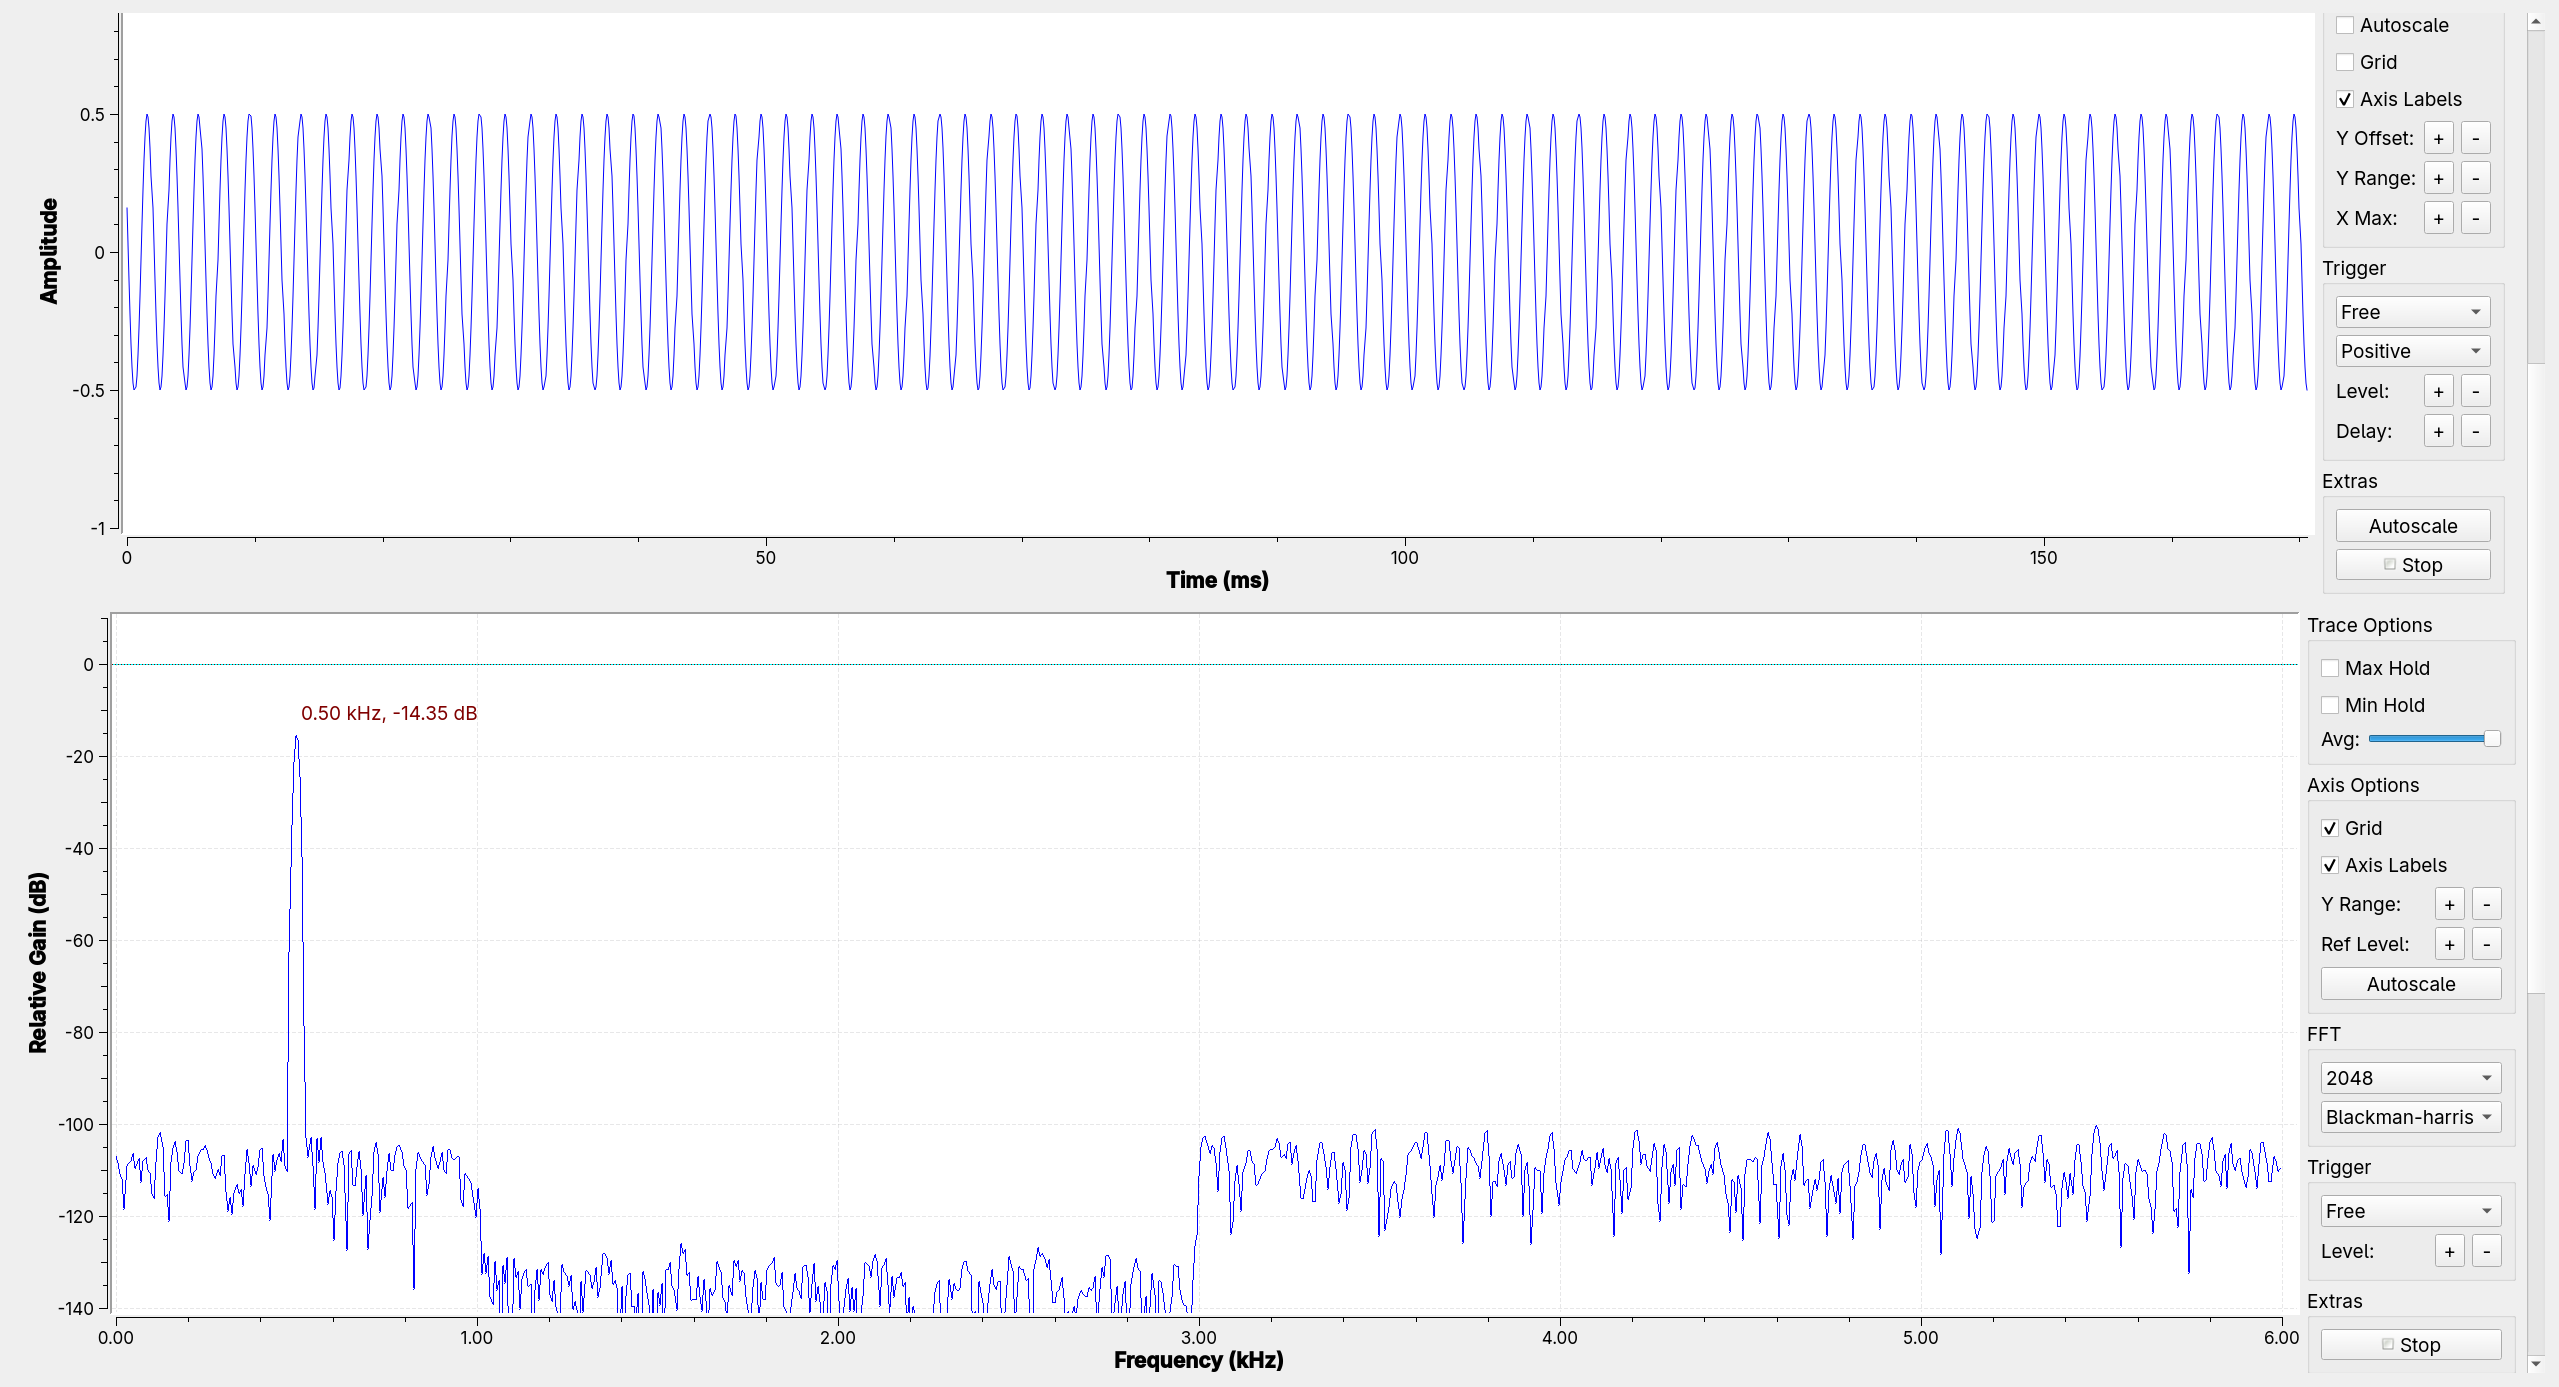 Autoscale
Grid
Axis Labels
Y Offset: + -
Y Range: + -
X Max: + -
Trigger
Free
Positive
Level: + -
Delay: + -
Extras
Autoscale
Stop
Amplitude
0.5
0
-0.5
-1
0 50 100 150
Time (ms)
Relative Gain (dB)
0
-20
-40
-60
-80
-100
-120
-140
0.50 kHz, -14.35 dB
0.00 1.00 2.00 3.00 4.00 5.00 6.00
Frequency (kHz)
Trace Options
Max Hold
Min Hold
Avg:
Axis Options
Grid
Axis Labels
Y Range: + -
Ref Level: + -
Autoscale
FFT
2048
Blackman-harris
Trigger
Free
Level: + -
Extras
Stop